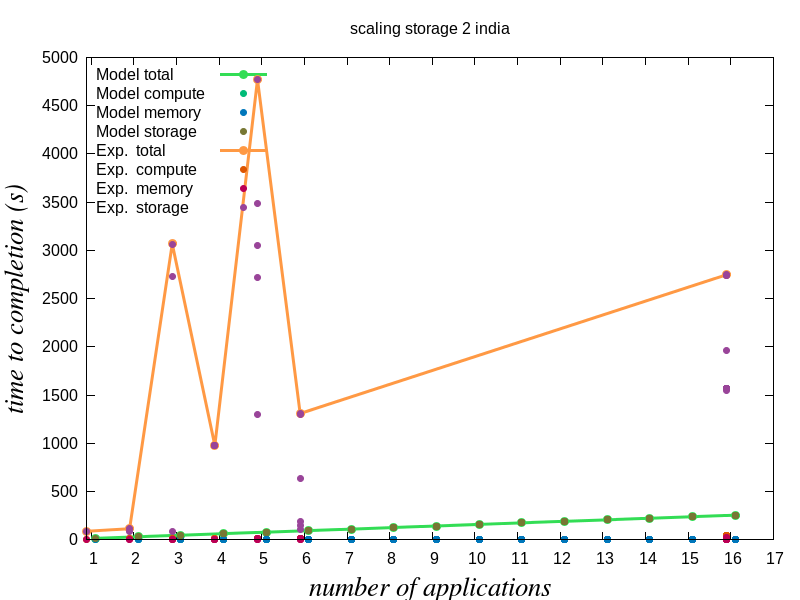 scaling storage 2 india
5000
4500
4000
3500
3000
2500
2000
1500
1000
500
0
Model total
Model compute
Model memory
Model storage
Exp. total
Exp. compute
Exp. memory
Exp. storage
time to completion (s)
1 2 3 4 5 6 7 8 9 10 11 12 13 14 15 16 17
number of applications